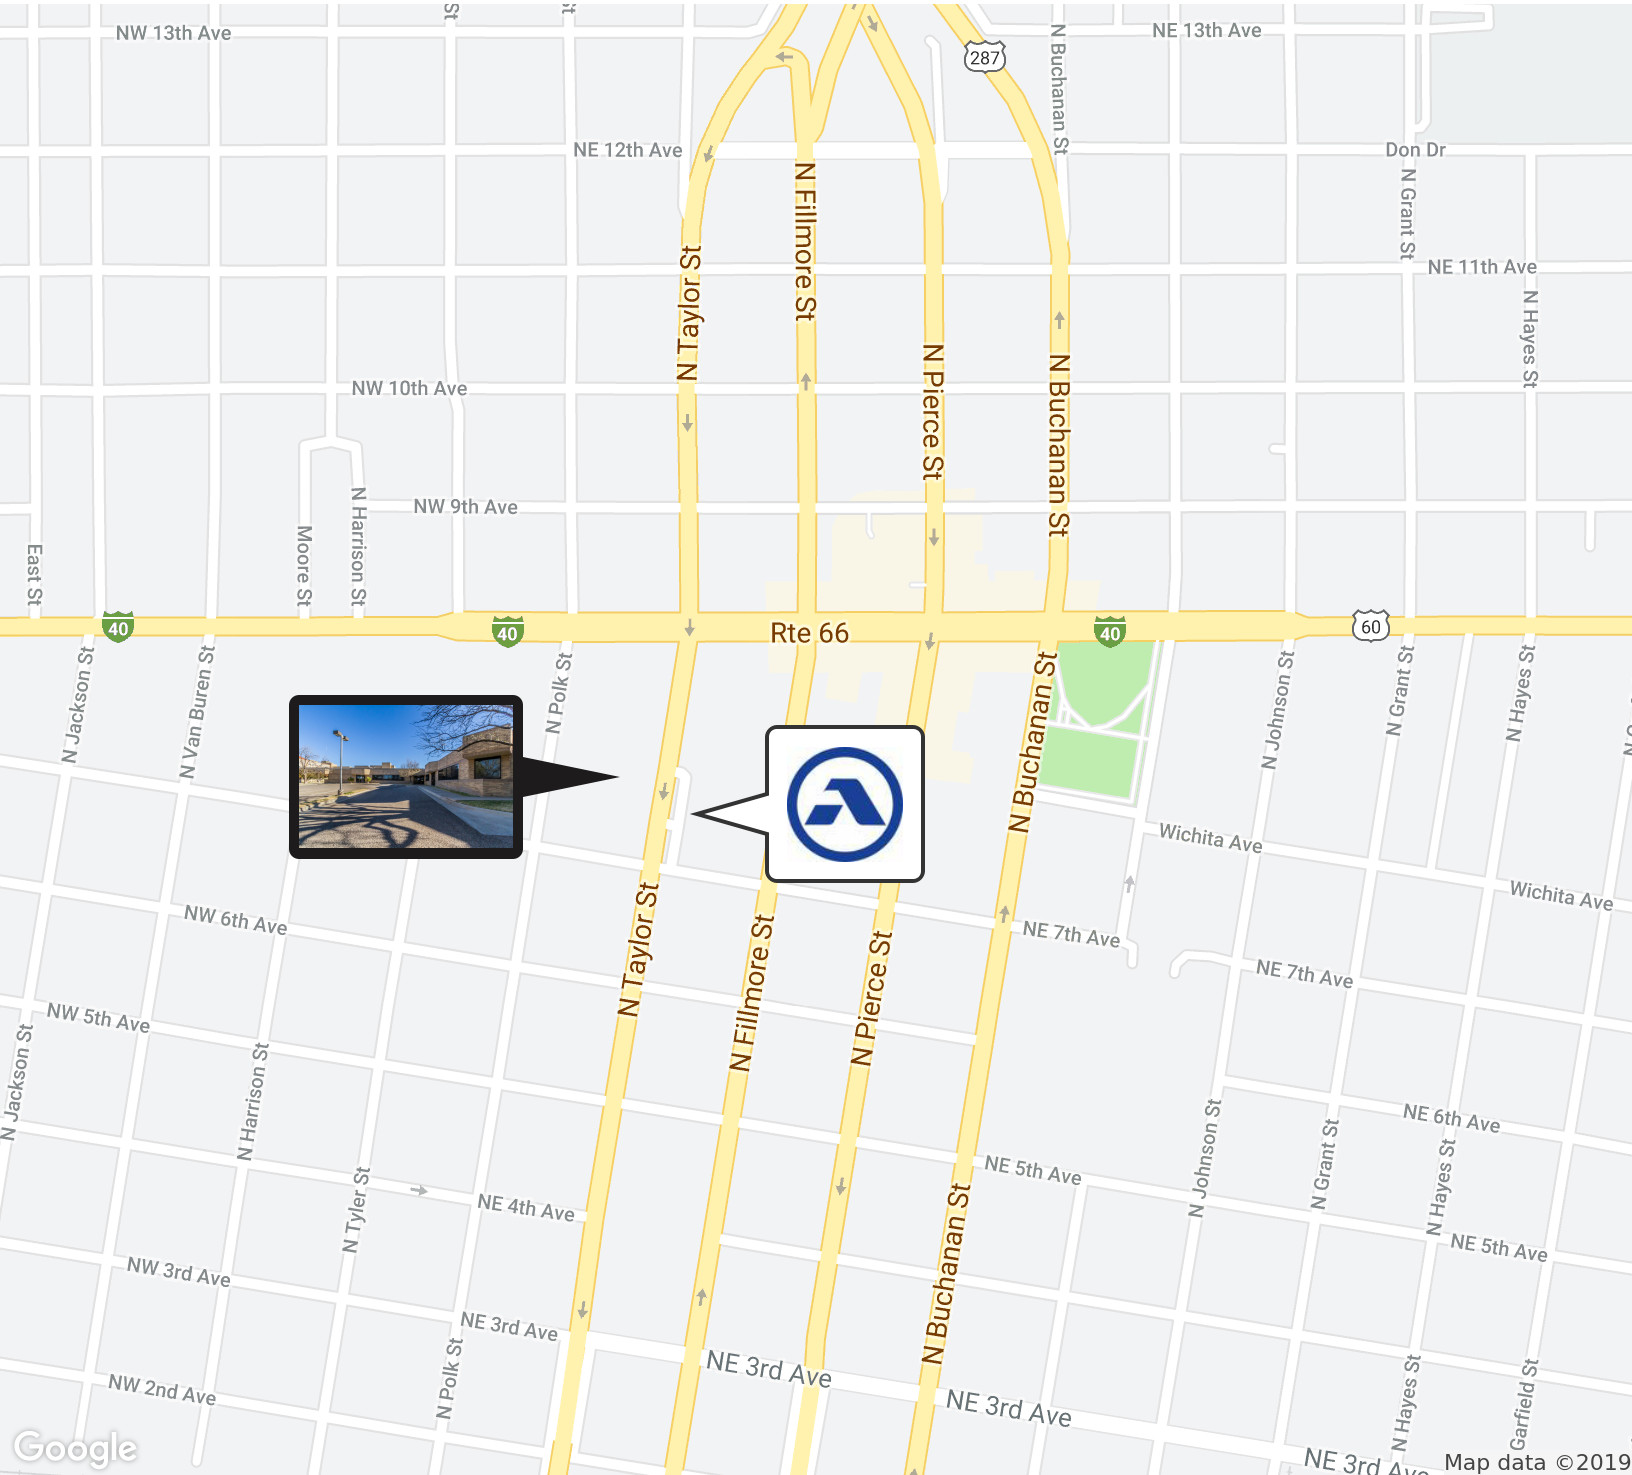 St
St
NW 13th Ave
NE 13th Ave
287
N Buchanan St
NE 12th Ave
Don Dr
N Fillmore St
N Grant St
N Taylor St
NE 11th Ave
N Hayes St
N Pierce St
N Buchanan St
NW 10th Ave
NW 9th Ave
N Harrison St
Moore St
East St
40
40
Rte 66
40
60
N Jackson St
N Van Buren St
N Polk St
N Buchanan St
N Johnson St
N Grant St
N Hayes St
Wichita Ave
Wichita Ave
N Taylor St
NW 6th Ave
N Fillmore St
N Pierce St
NE 7th Ave
NE 7th Ave
NW 5th Ave
N Jackson St
N Harrison St
N Johnson St
NE 6th Ave
N Grant St
N Hayes St
N Tyler St
NE 4th Ave
NE 5th Ave
N Buchanan St
NE 5th Ave
NW 3rd Ave
NE 3rd Ave
N Polk St
NE 3rd Ave
NW 2nd Ave
NE 3rd Ave
N Hayes St
Garfield St
NE 3rd Ave
Google
Map data ©2019